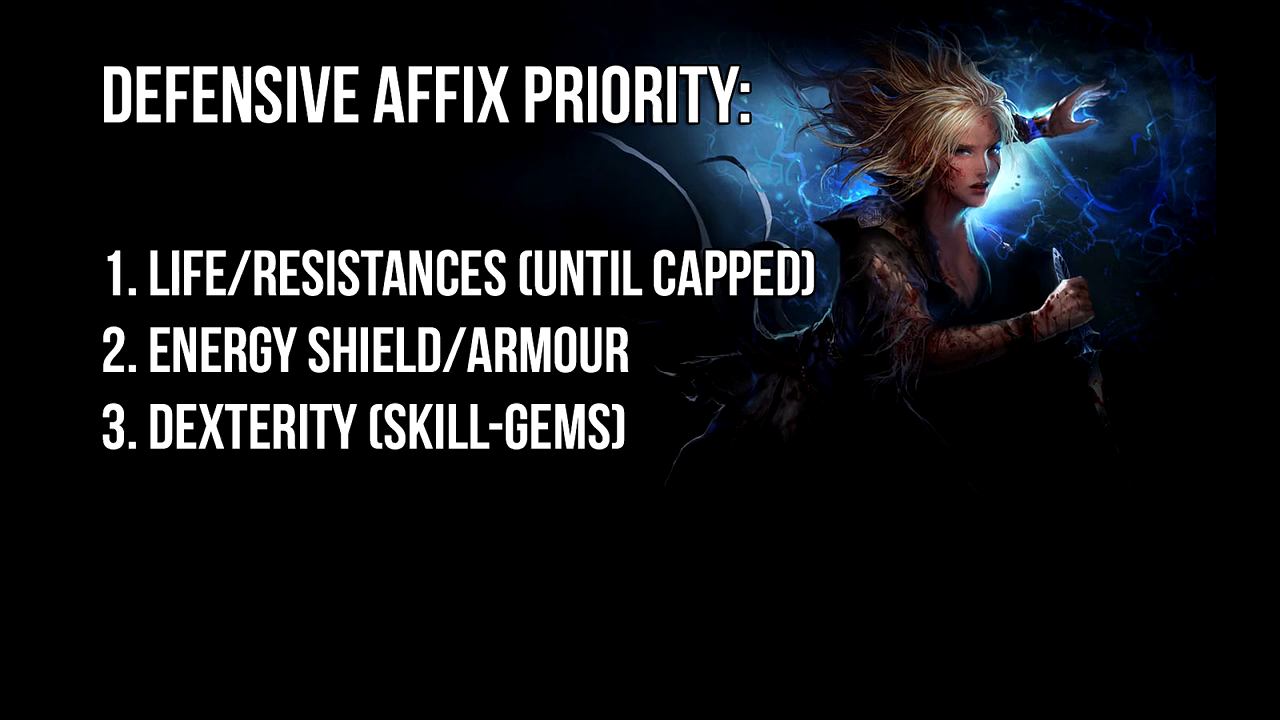 DEFENSIVE AFFIX PRIORITY:
1. LIFE/RESISTANCES (UNTIL CAPPED)
2. ENERGY SHIELD/ARMOUR
3. DEXTERITY (SKILL-GEMS)